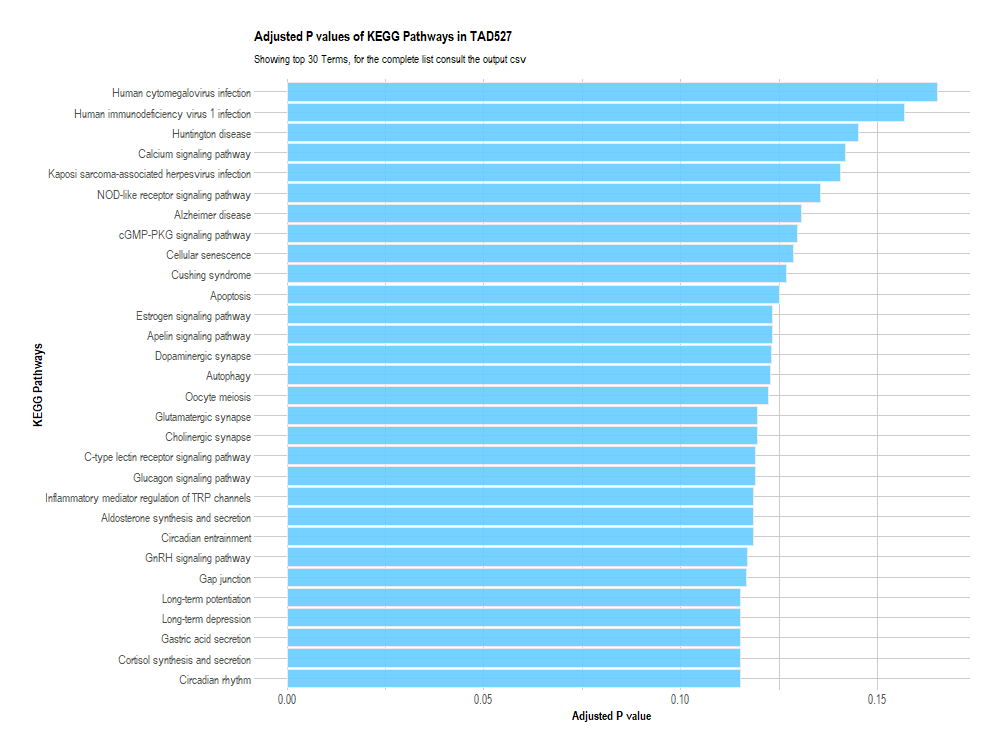 Adjusted P values of KEGG Pathways in TAD527
Showing top 30 Terms, for the complete list consult the output csv
Human cytomegalovirus infection
Human immunodeficiency virus 1 infection
Huntington disease
Calcium signaling pathway
Kaposi sarcoma-associated herpesvirus infection
NOD-like receptor signaling pathway
Alzheimer disease
cGMP-PKG signaling pathway
Cellular senescence
Cushing syndrome
Apoptosis
Estrogen signaling pathway
Apelin signaling pathway
Dopaminergic synapse
Autophagy
Oocyte meiosis
Glutamatergic synapse
Cholinergic synapse
C-type lectin receptor signaling pathway
Glucagon signaling pathway
Inflammatory mediator regulation of TRP channels
Aldosterone synthesis and secretion
Circadian entrainment
GnRH signaling pathway
Gap junction
Long-term potentiation
Long-term depression
Gastric acid secretion
Cortisol synthesis and secretion
Circadian rhythm
KEGG Pathways
0.00 0.05 0.10 0.15
Adjusted P value